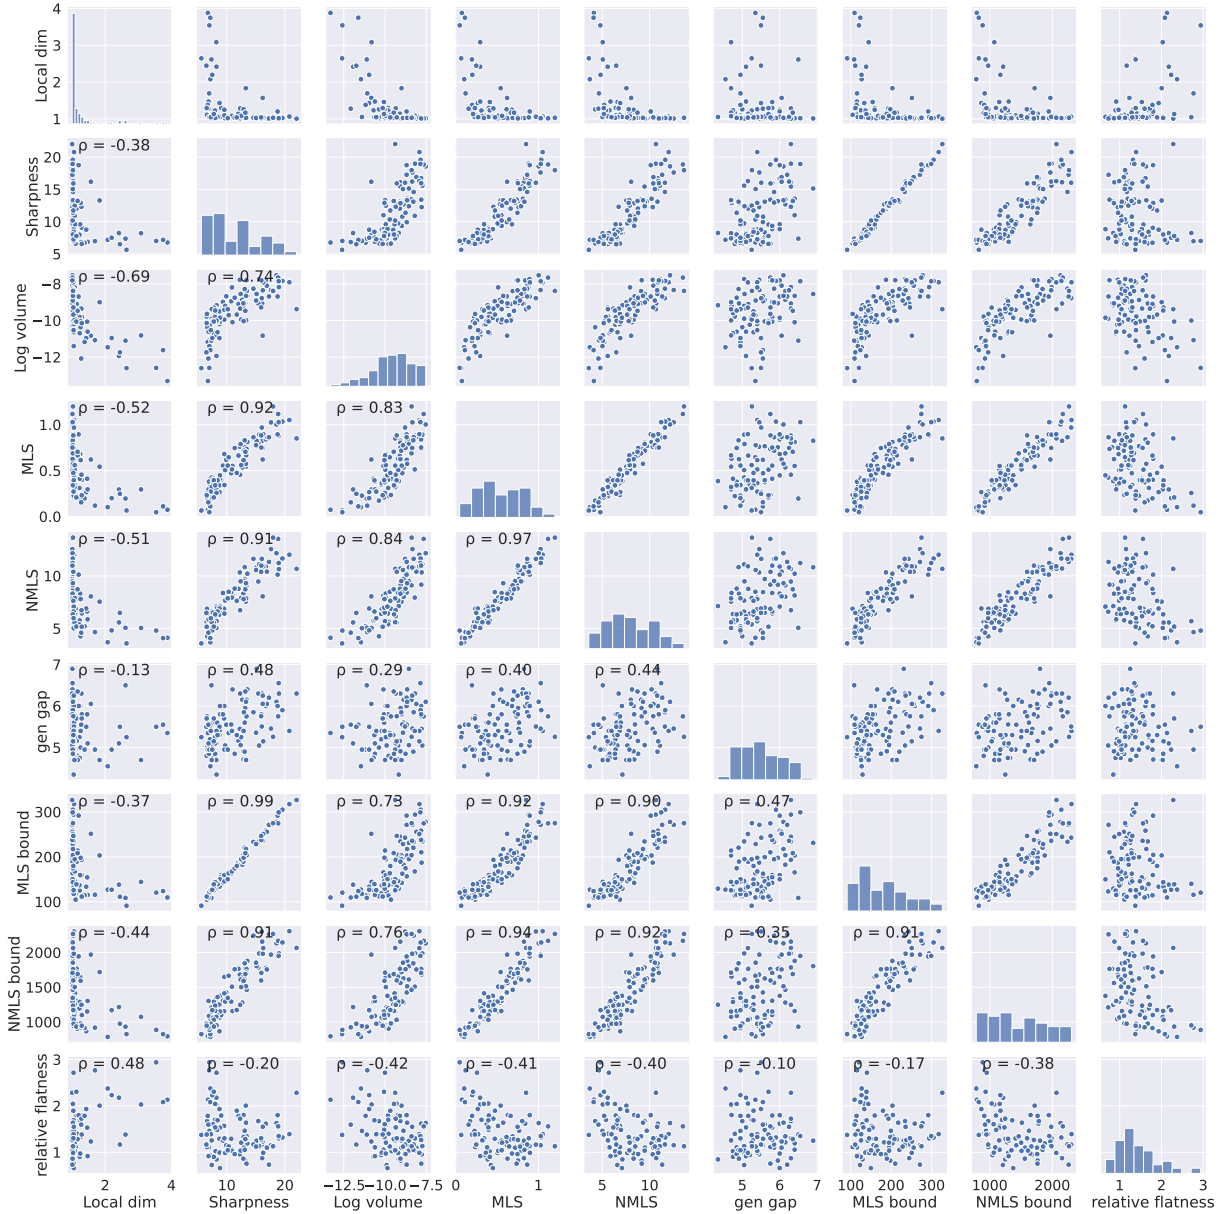 4
3
2
1
Local dim
ρ = -0.38
20
15
10
5
Sharpness
ρ = -0.69
ρ = 0.74
−8
−10
−12
Log volume
ρ = -0.52
ρ = 0.92
ρ = 0.83
1.0
0.5
0.0
MLS
ρ = -0.51
ρ = 0.91
ρ = 0.84
ρ = 0.97
10
5
NMLS
ρ = -0.13
ρ = 0.48
ρ = 0.29
ρ = 0.40
ρ = 0.44
7
6
5
gen gap
ρ = -0.37
ρ = 0.99
ρ = 0.73
ρ = 0.92
ρ = 0.90
ρ = 0.47
300
200
100
MLS bound
ρ = -0.44
ρ = 0.91
ρ = 0.76
ρ = 0.94
ρ = 0.92
ρ = 0.35
ρ = 0.91
2000
1500
1000
NMLS bound
ρ = 0.48
ρ = -0.20
ρ = -0.42
ρ = -0.41
ρ = -0.40
ρ = -0.10
ρ = -0.17
ρ = -0.38
3
2
1
relative flatness
2 4
10 20
−12.5 −10.0 −7.5
0 1
5 10
5 6 7
100 200 300
1000 2000
1 2 3
Local dim
Sharpness
Log volume
MLS
NMLS
gen gap
MLS bound
NMLS bound
relative flatness